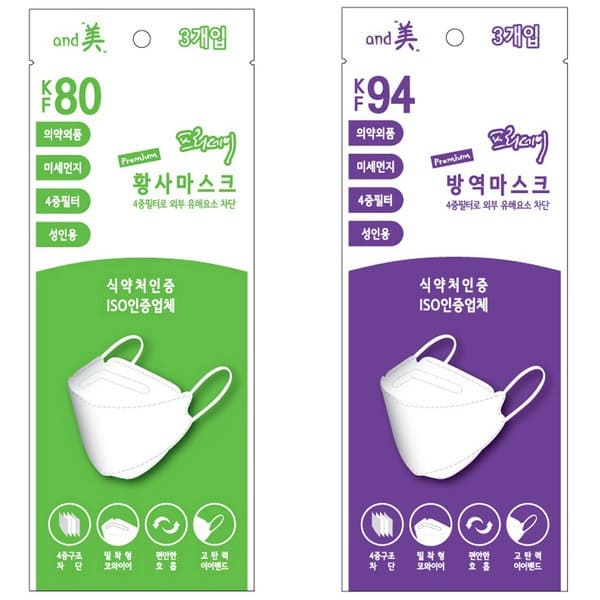 and 美
3개입
KF80
의약외품
미세먼지
4중필터
성인용
Premium
프리데이
황사마스크
4중필터로 외부 유해요소 차단
식약처인증
ISO인증업체
4중구조
차 단
밀 착 형
코와이어
편안한
호 흡
고 탄 력
이어밴드
and 美
3개입
KF94
의약외품
미세먼지
4중필터
성인용
Premium
프리데이
방역마스크
4중필터로 외부 유해요소 차단
식약처인증
ISO인증업체
4중구조
차 단
밀 착 형
코와이어
편안한
호 흡
고 탄 력
이어밴드